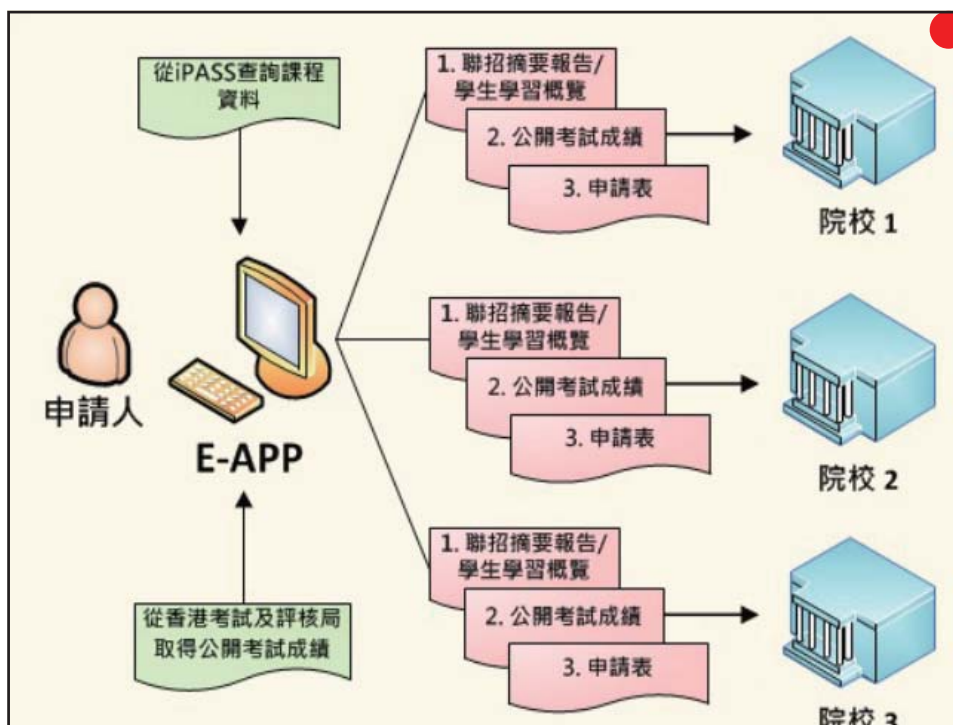 從iPASS查詢課程
資料
申請人
E-APP
從香港考試及評核局
取得公開考試成績
1. 聯招摘要報告/
學生學習概覽
2. 公開考試成績
3. 申請表
院校 1
1. 聯招摘要報告/
學生學習概覽
2. 公開考試成績
3. 申請表
院校 2
1. 聯招摘要報告/
學生學習概覽
2. 公開考試成績
3. 申請表
院校 3